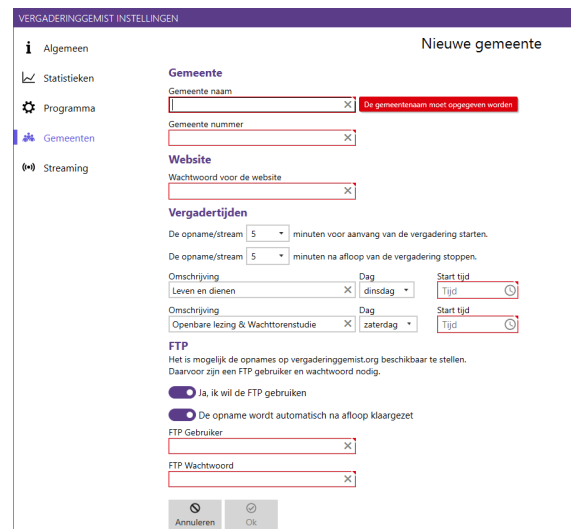 VERGADERINGGEMIST INSTELLINGEN
Nieuwe gemeente
Algemeen
Statistieken
Programma
Gemeenten
Streaming
Gemeente
Gemeente naam
De gemeentenaam moet opgegeven worden
Gemeente nummer
Website
Wachtwoord voor de website
Vergadertijden
De opname/stream 5 minuten voor aanvang van de vergadering starten.
De opname/stream 5 minuten na afloop van de vergadering stoppen.
Omschrijving Dag Start tijd
Leven en dienen dinsdag Tijd
Omschrijving Dag Start tijd
Openbare lezing & Wachttorenstudie zaterdag Tijd
FTP
Het is mogelijk de opnames op vergaderinggemist.org beschikbaar te stellen.
Daarvoor zijn een FTP gebruiker en wachtwoord nodig.
Ja, ik wil de FTP gebruiken
De opname wordt automatisch na afloop klaargezet
FTP Gebruiker
FTP Wachtwoord
Annuleren Ok